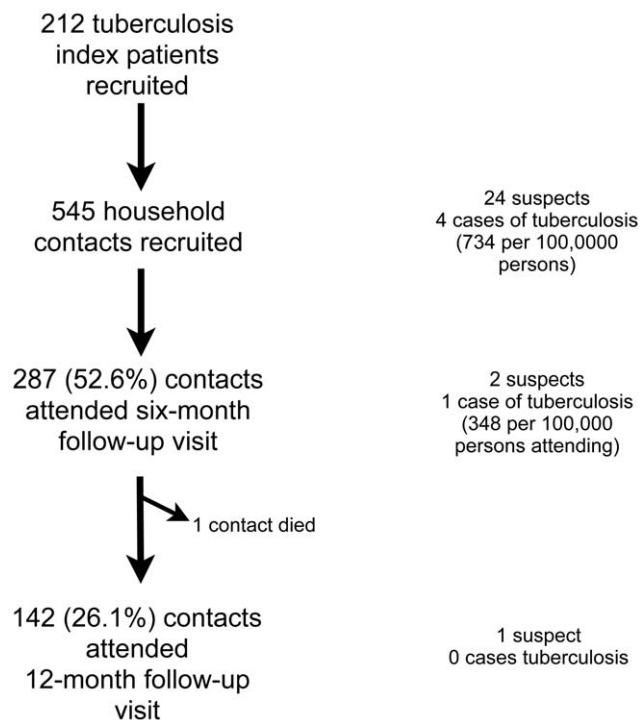 212 tuberculosis
index patients
recruited
545 household
contacts recruited
24 suspects
4 cases of tuberculosis
(734 per 100,0000
persons)
287 (52.6%) contacts
attended six-month
follow-up visit
2 suspects
1 case of tuberculosis
(348 per 100,000
persons attending)
1 contact died
142 (26.1%) contacts
attended
12-month follow-up
visit
1 suspect
0 cases tuberculosis